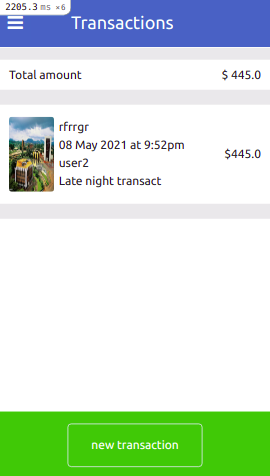 2205.3 ms ×6
Transactions
Total amount $ 445.0
rfrrgr
08 May 2021 at 9:52pm
user2
Late night transact
$445.0
new transaction